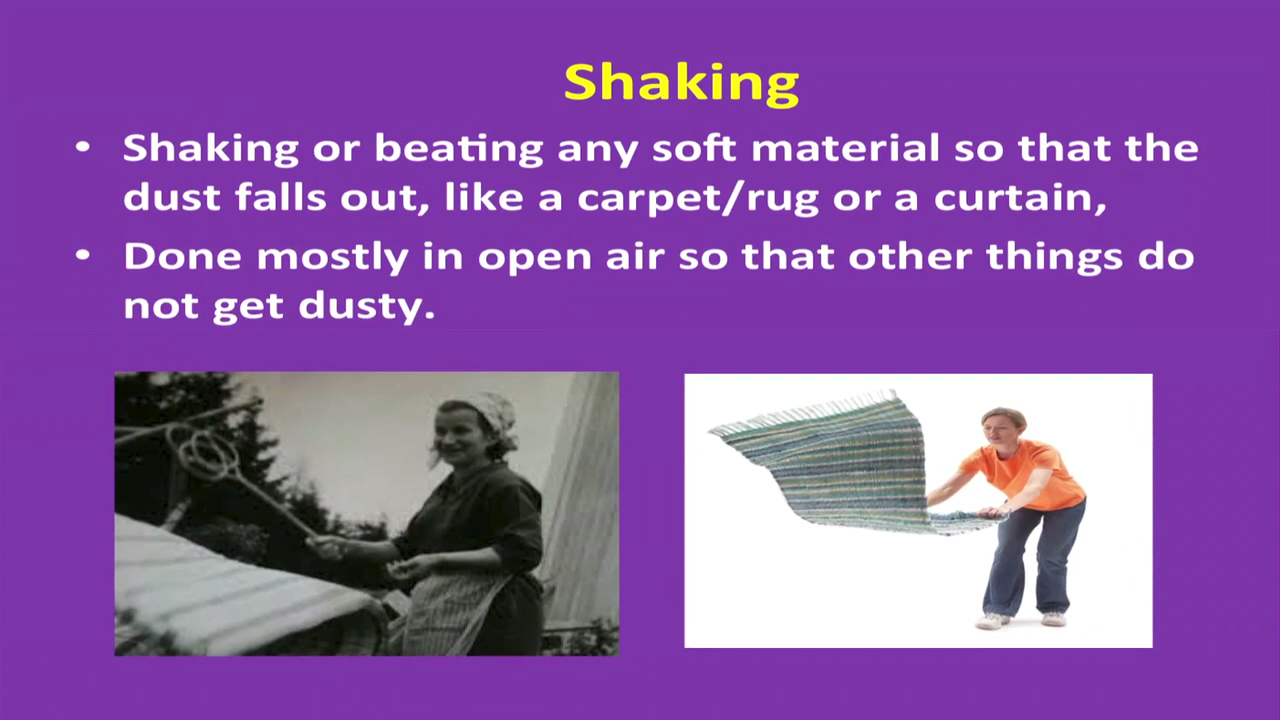 Shaking
• Shaking or beating any soft material so that the
dust falls out, like a carpet/rug or a curtain,
• Done mostly in open air so that other things do
not get dusty.